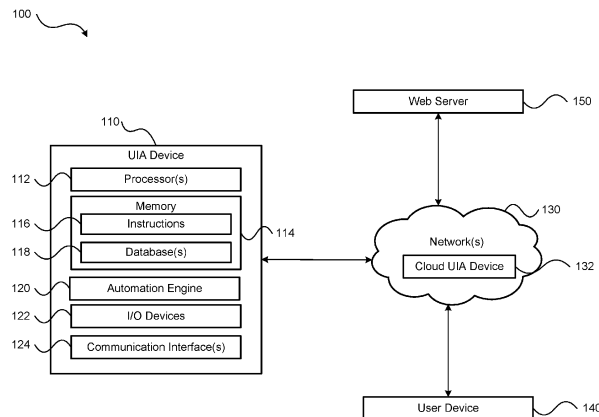 100
Web Server
150
110
UIA Device
112
Processor(s)
Memory
116
Instructions
114
118
Database(s)
120
Automation Engine
122
I/O Devices
124
Communication Interface(s)
130
Network(s)
Cloud UIA Device
132
User Device
140